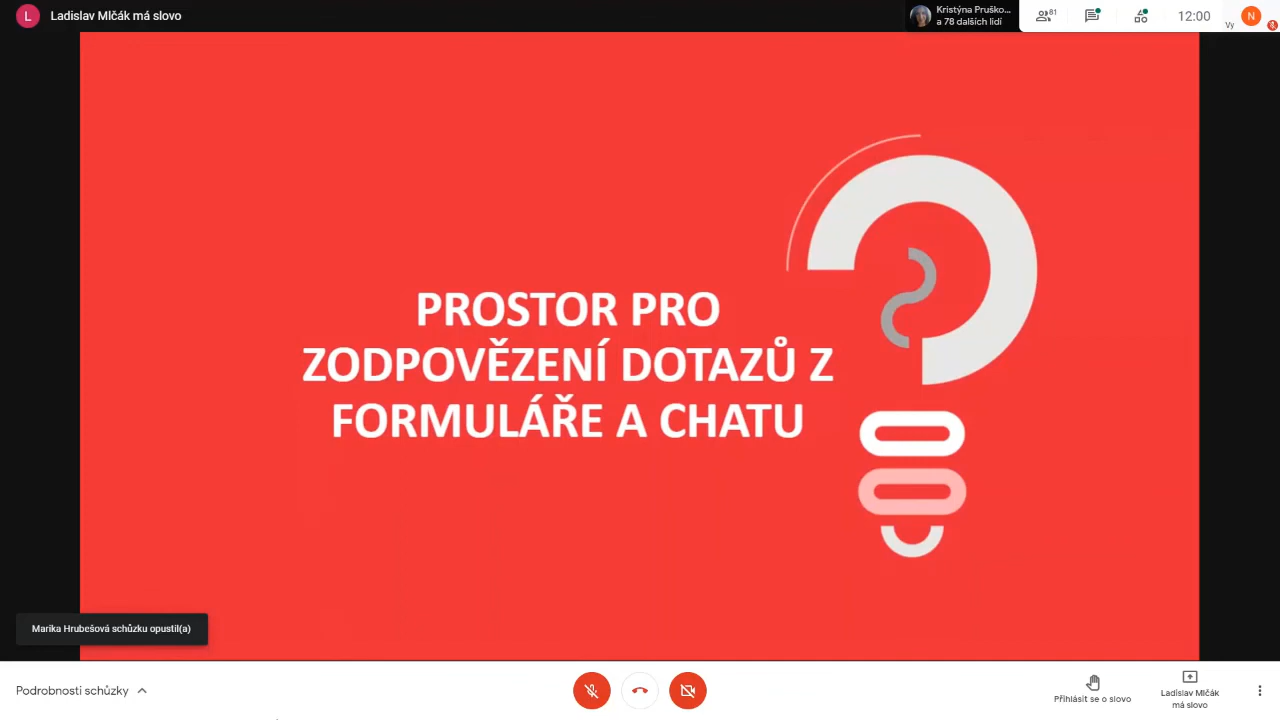 L
Ladislav Mlčák má slovo
Kristýna Pruško...
a 78 dalších lidí
81
12:00
Vy
N
PROSTOR PRO
ZODPOVĚZENÍ DOTAZŮ Z
FORMULÁŘE A CHATU
Marika Hrubešová schůzku opustil(a)
Podrobnosti schůzky
Přihlásit se o slovo
Ladislav Mlčák
má slovo